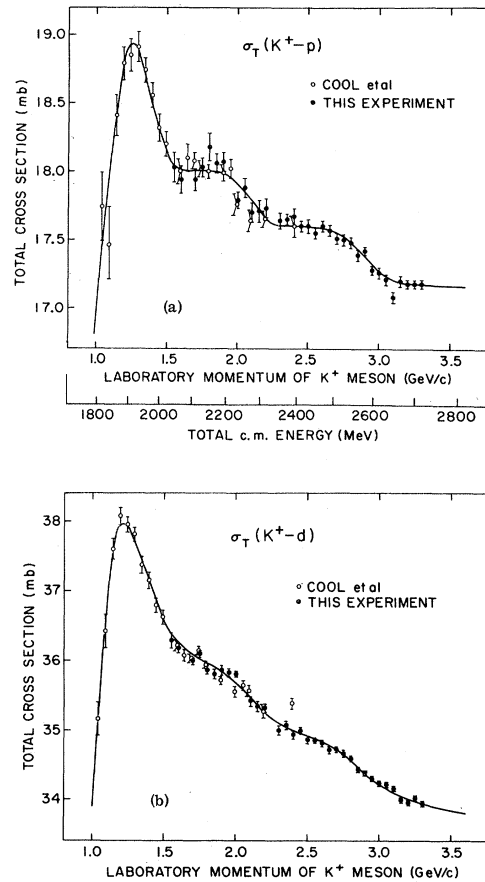 σT (K+–p)
COOL et al
THIS EXPERIMENT
19.0
18.5
18.0
17.5
17.0
TOTAL CROSS SECTION (mb)
(a)
1.0 1.5 2.0 2.5 3.0 3.5
LABORATORY MOMENTUM OF K+ MESON (GeV/c)
1800 2000 2200 2400 2600 2800
TOTAL c.m. ENERGY (MeV)
σT (K+–d)
COOL et al
THIS EXPERIMENT
38
37
36
35
34
TOTAL CROSS SECTION (mb)
(b)
1.0 1.5 2.0 2.5 3.0 3.5
LABORATORY MOMENTUM OF K+ MESON (GeV/c)